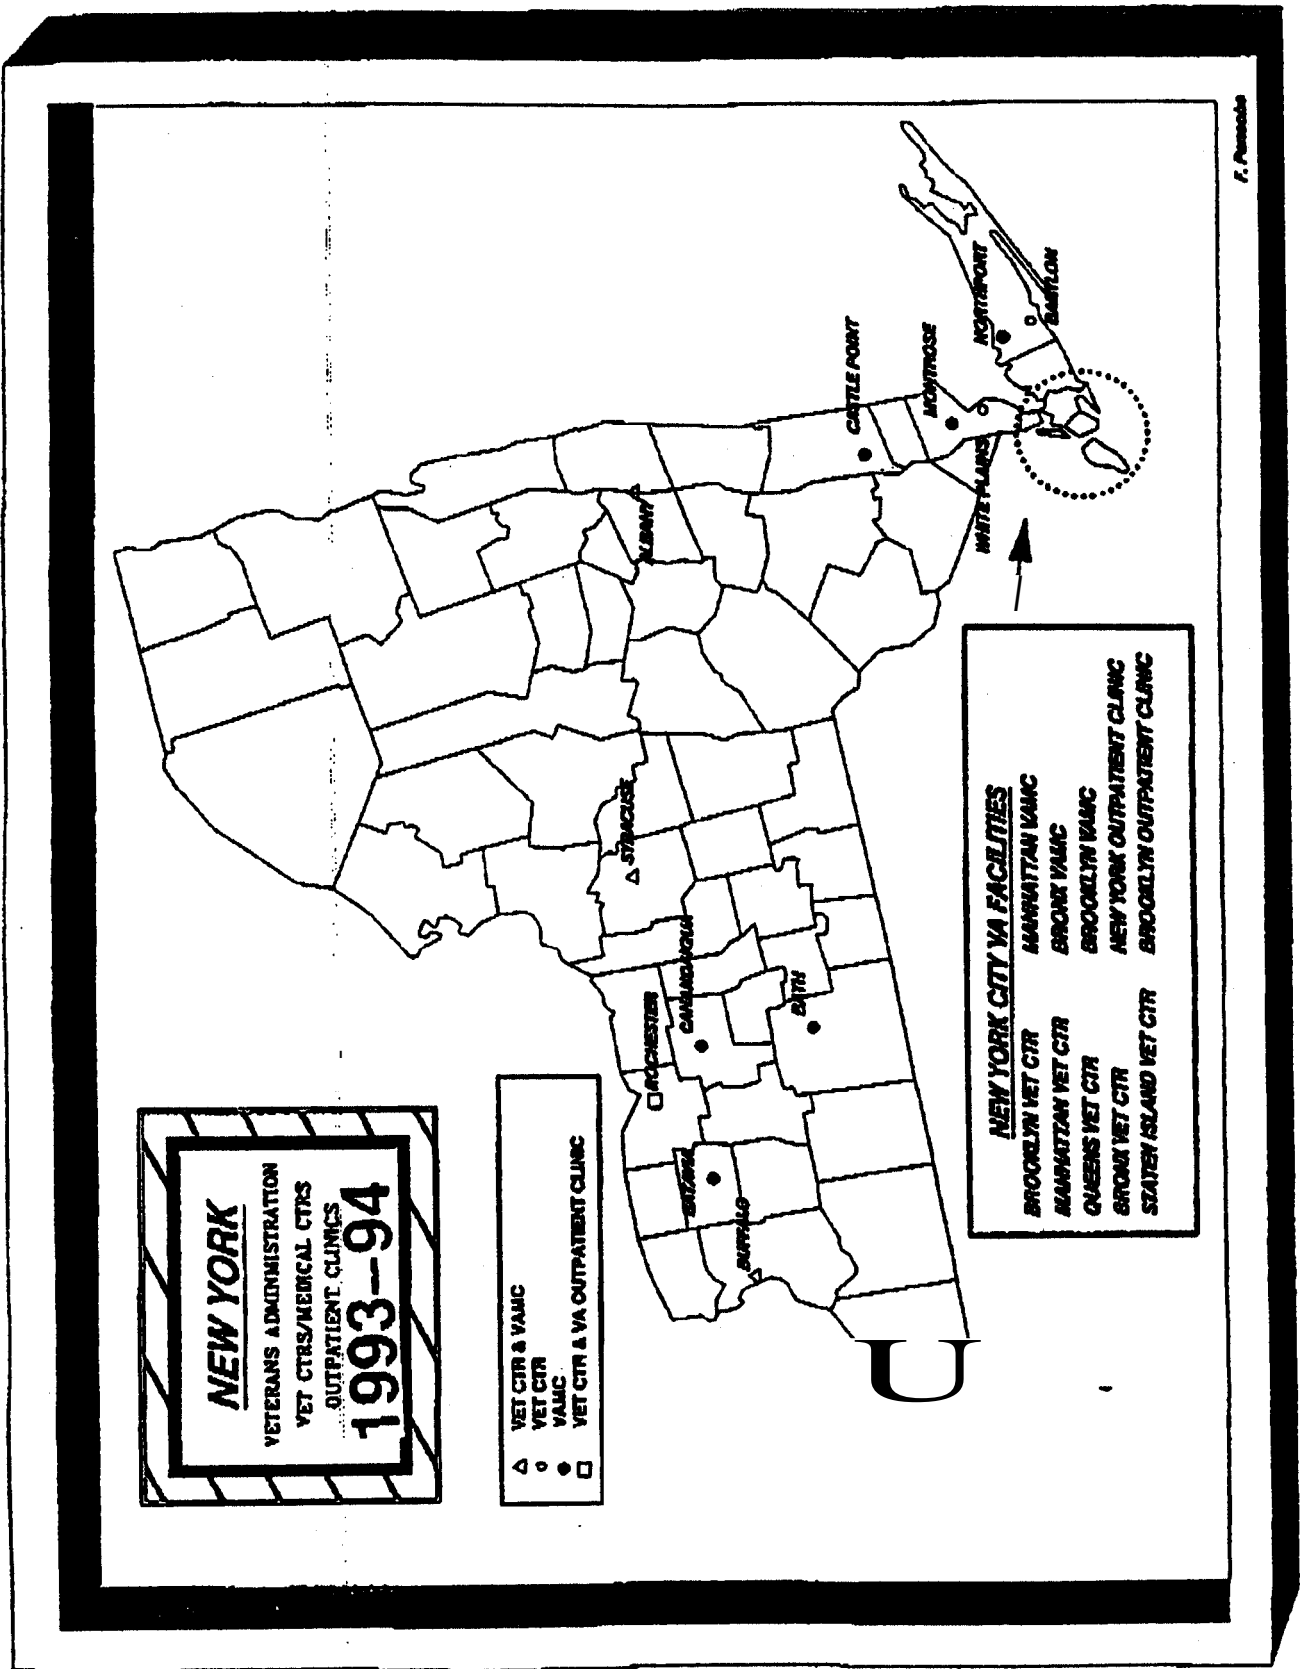 NEW YORK
VETERANS ADMINMISTRATION
VET CTRS/MEDICAL CTRS
OUTPATIENT CLINICS
1993-94
VET CTR & VAMC
VET CTR
VAMC
VET CTR & VA OUTPATIENT CLINIC
ROCHESTER
SYRACUSE
ALBANY
BATAVIA
CANANDAIGUA
BUFFALO
BATH
CASTLE POINT
MONTROSE
WHITE PLAINS
NORTHPORT
BABYLON
NEW YORK CITY VA FACILITIES
BROOKLYN VET CTR MANHATTAN VAMC
MANHATTAN VET CTR BRONX VAMC
QUEENS VET CTR BROOKLYN VAMC
BRONX VET CTR NEW YORK OUTPATIENT CLINIC
STATEN ISLAND VET CTR BROOKLYN OUTPATIENT CLINIC
U